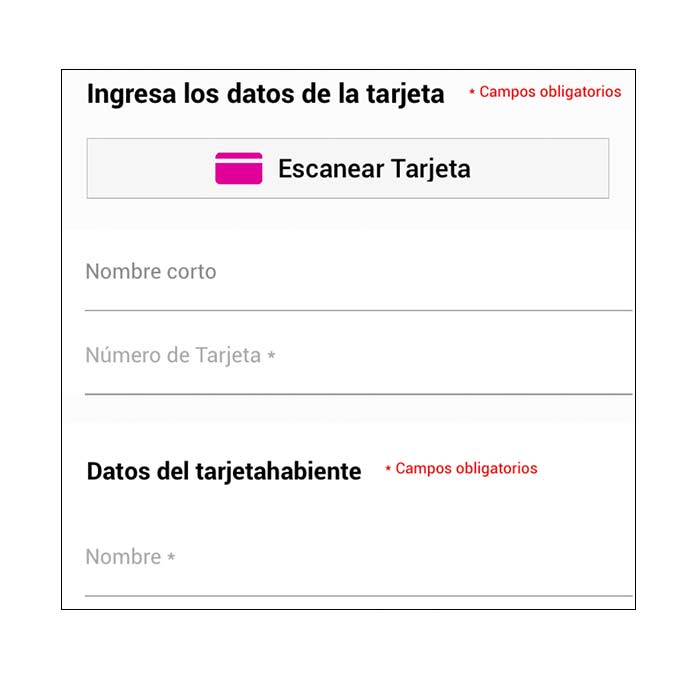 Ingresa los datos de la tarjeta * Campos obligatorios
Escanear Tarjeta
Nombre corto
Número de Tarjeta *
Datos del tarjetahabiente * Campos obligatorios
Nombre *